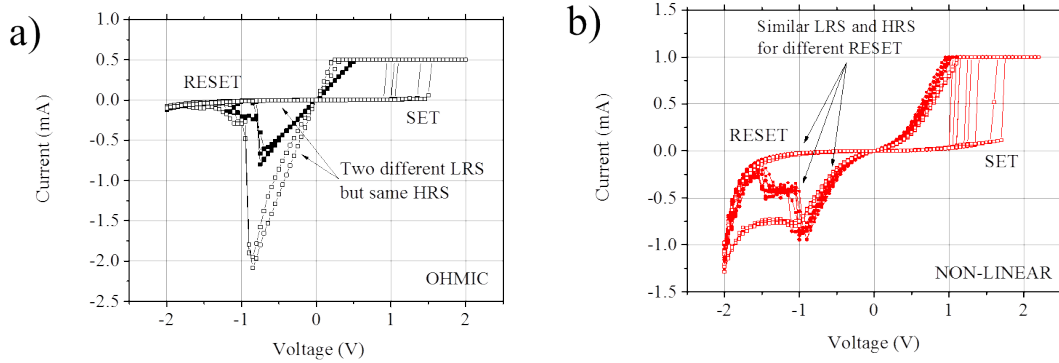 a)
1.0
0.5
0.0
-0.5
-1.0
-1.5
-2.0
-2.5
Current (mA)
RESET
SET
Two different LRS
but same HRS
OHMIC
-2
-1
0
1
2
Voltage (V)
b)
1.5
1.0
0.5
0.0
-0.5
-1.0
-1.5
Current (mA)
Similar LRS and HRS
for different RESET
RESET
SET
NON-LINEAR
-2
-1
0
1
2
Voltage (V)